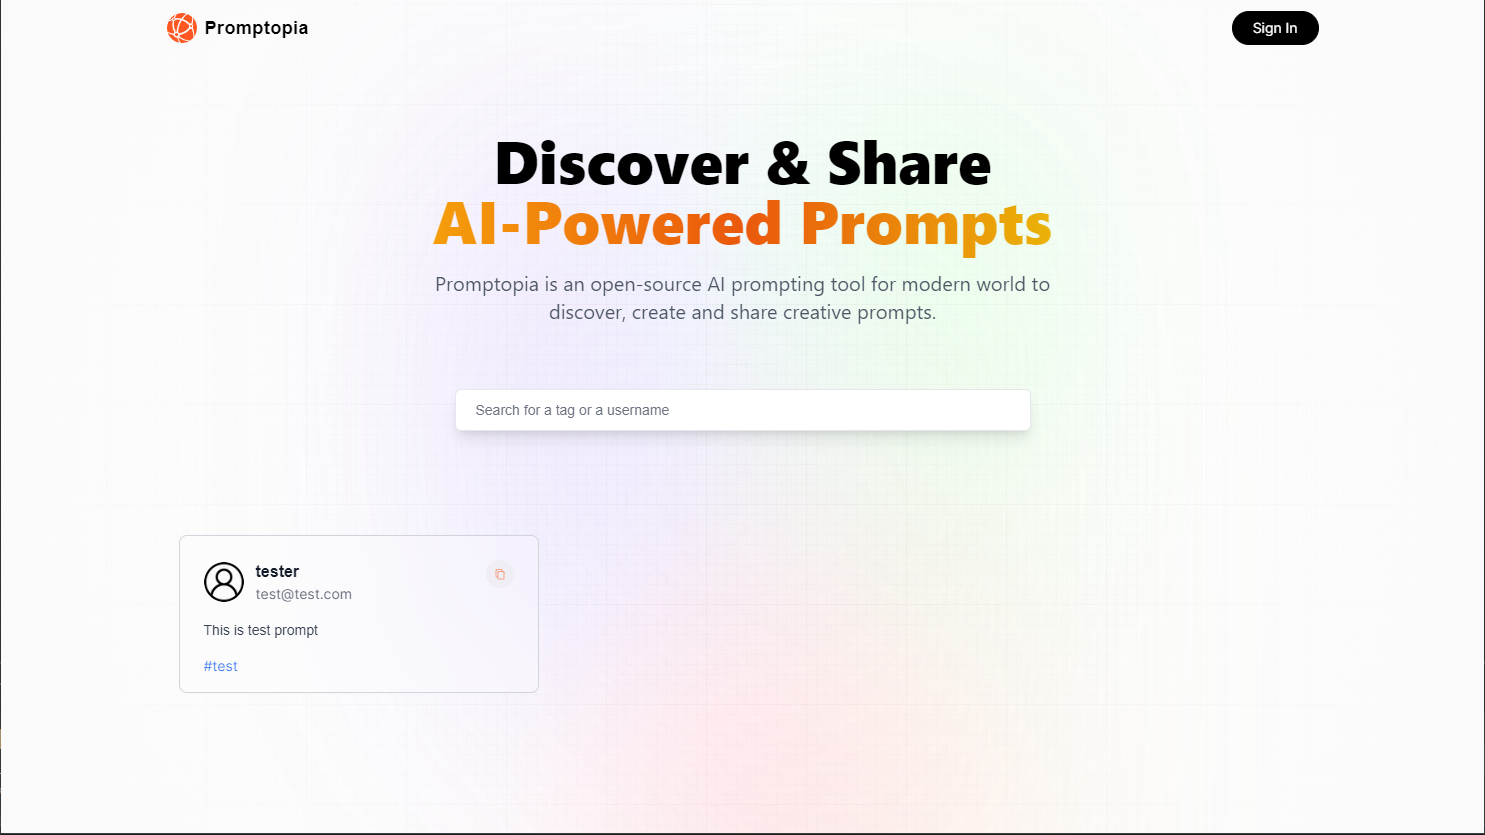 Promptopia
Sign In
Discover & Share
AI-Powered Prompts
Promptopia is an open-source AI prompting tool for modern world to
discover, create and share creative prompts.
Search for a tag or a username
tester
test@test.com
This is test prompt
#test